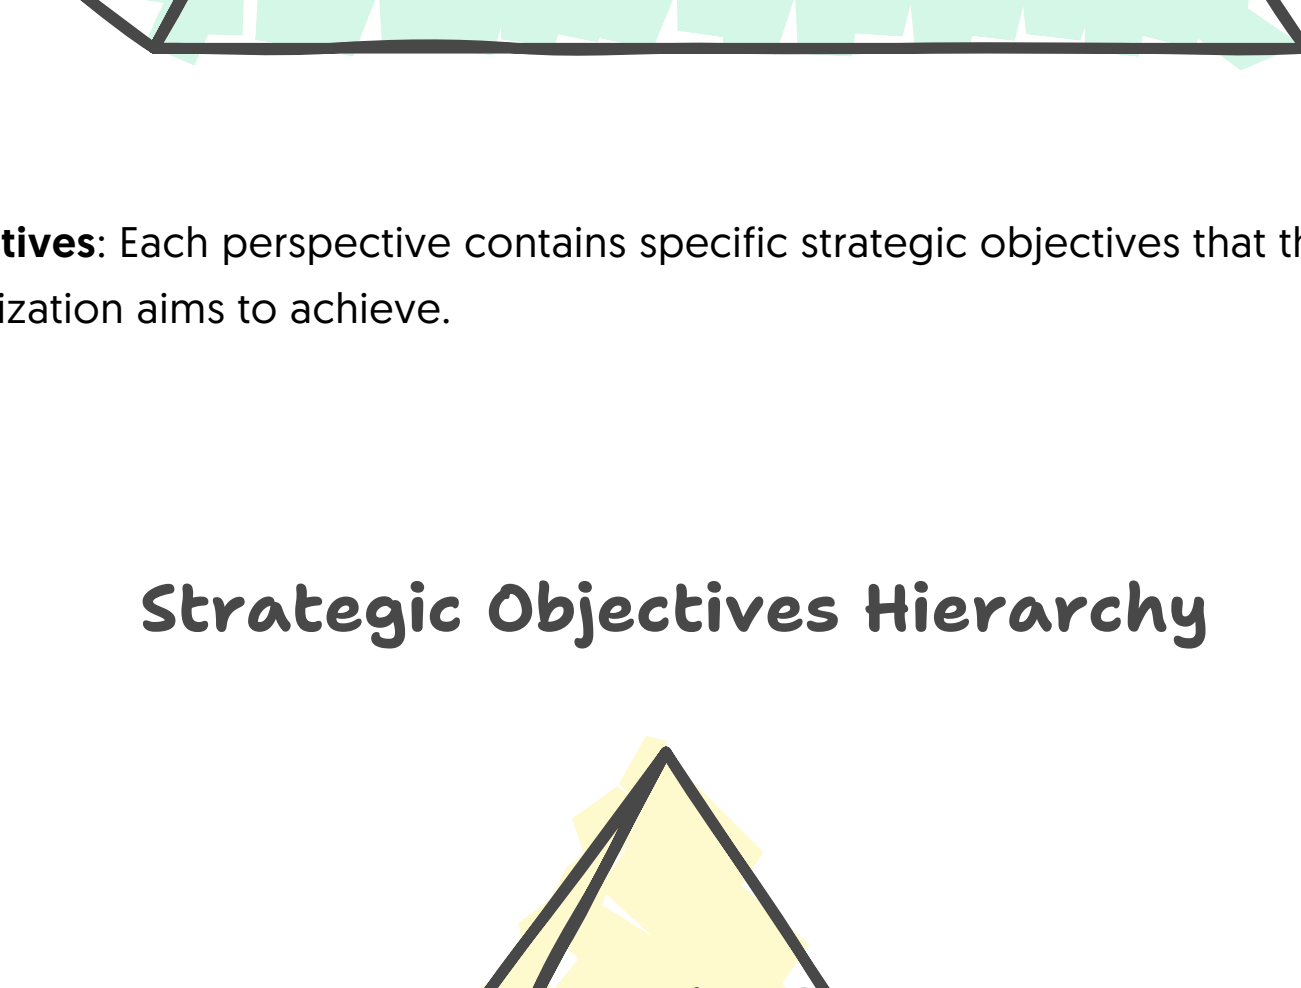 tives: Each perspective contains specific strategic objectives that th
ization aims to achieve.
Strategic Objectives Hierarchy